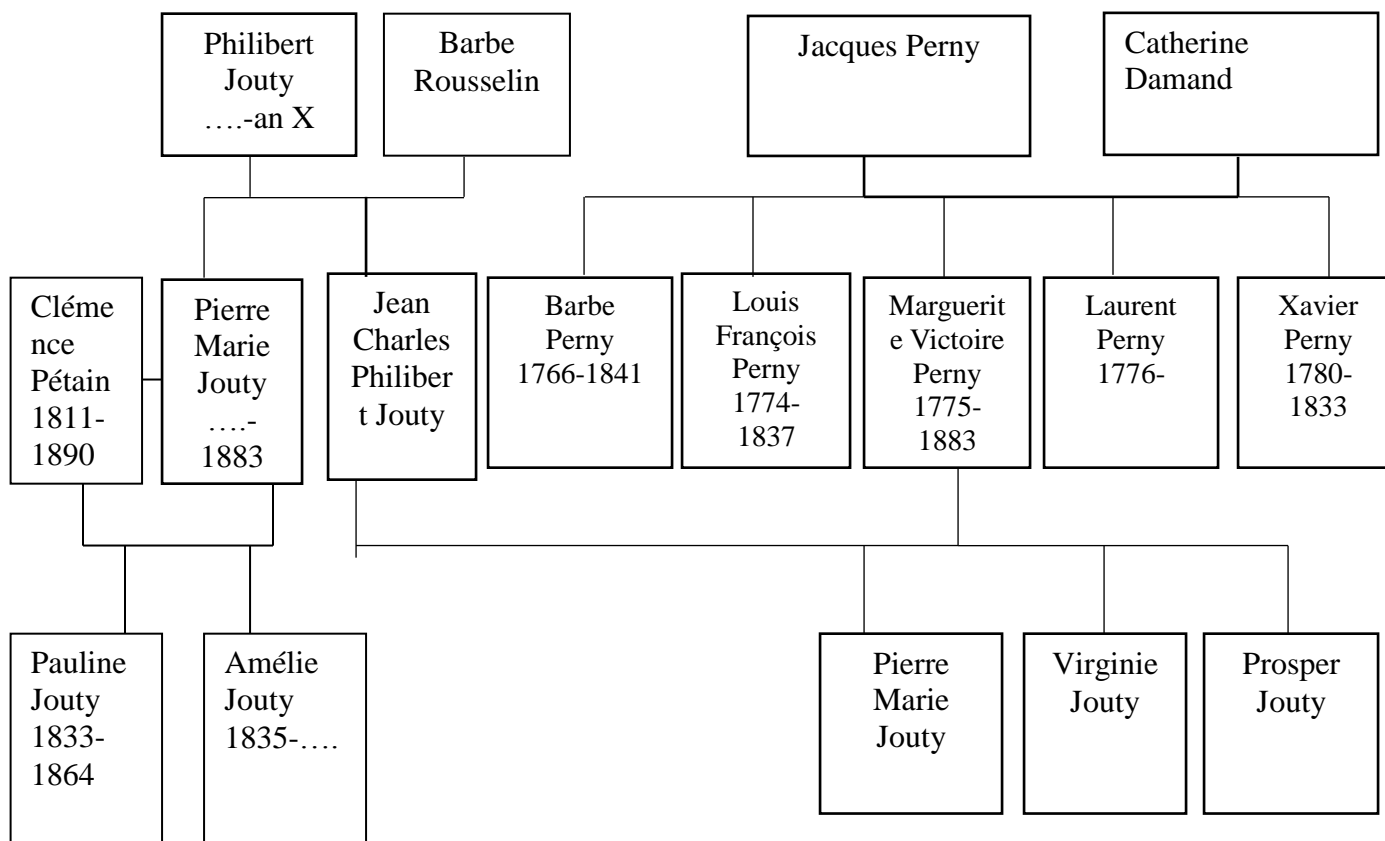 Philibert
Jouty
….-an X
Barbe
Rousselin
Jacques Perny
Catherine
Damand
Cléme
nce
Pétain
1811-
1890
Pierre
Marie
Jouty
….-
1883
Jean
Charles
Philiber
t Jouty
Barbe
Perny
1766-1841
Louis
François
Perny
1774-
1837
Marguerit
e Victoire
Perny
1775-
1883
Laurent
Perny
1776-
Xavier
Perny
1780-
1833
Pauline
Jouty
1833-
1864
Amélie
Jouty
1835-….
Pierre
Marie
Jouty
Virginie
Jouty
Prosper
Jouty